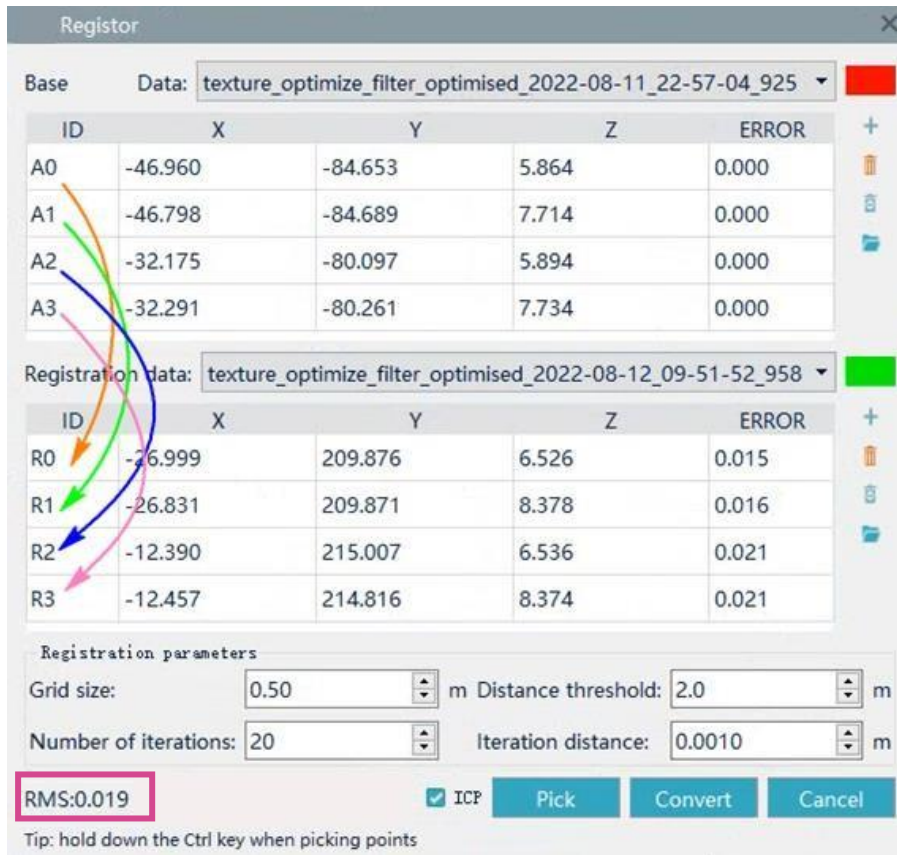 Registor
Base Data: texture_optimize_filter_optimised_2022-08-11_22-57-04_925
ID X Y Z ERROR
A0 -46.960 -84.653 5.864 0.000
A1 -46.798 -84.689 7.714 0.000
A2 -32.175 -80.097 5.894 0.000
A3 -32.291 -80.261 7.734 0.000
Registration data: texture_optimize_filter_optimised_2022-08-12_09-51-52_958
ID X Y Z ERROR
R0 -26.999 209.876 6.526 0.015
R1 -26.831 209.871 8.378 0.016
R2 -12.390 215.007 6.536 0.021
R3 -12.457 214.816 8.374 0.021
Registration parameters
Grid size: 0.50 m Distance threshold: 2.0 m
Number of iterations: 20 Iteration distance: 0.0010 m
RMS:0.019 ICP Pick Convert Cancel
Tip: hold down the Ctrl key when picking points